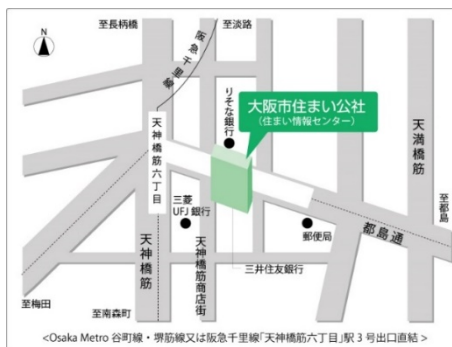 N
至長柄橋
至淡路
阪急千里線
りそな銀行
大阪市住まい公社
(住まい情報センター)
天満橋筋
天神橋筋六丁目
至都島
三菱
UFJ 銀行
郵便局
都島通
天神橋筋
天神橋筋商店街
三井住友銀行
至梅田
至南森町
<Osaka Metro 谷町線・堺筋線又は阪急千里線「天神橋筋六丁目」駅 3 号出口直結 >